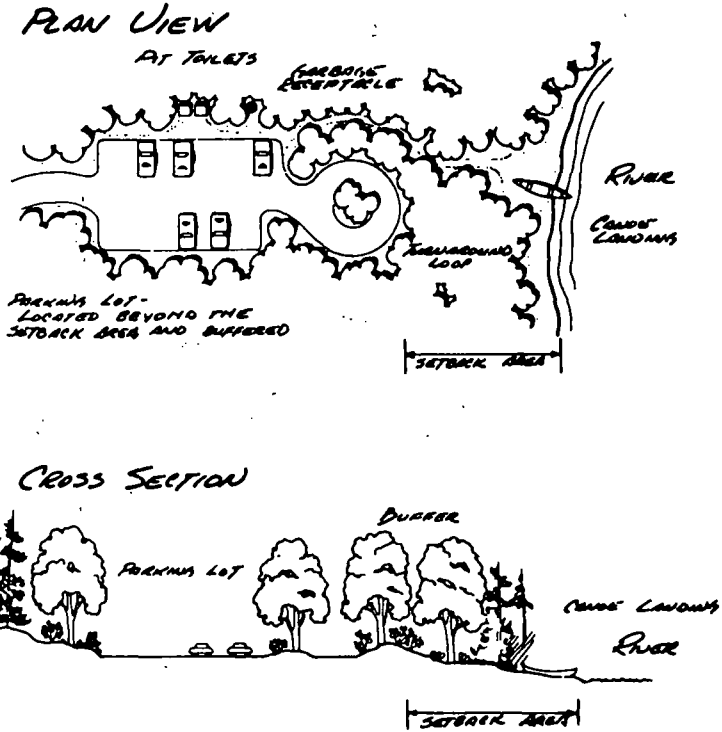 PLAN VIEW
PIT TOILETS
GARBAGE
RECEPTACLE
RIVER
CANOE
LANDING
TURNAROUND
LOOP
PARKING LOT-
LOCATED BEYOND THE
SETBACK AREA AND BUFFERED
SETBACK AREA
CROSS SECTION
BUFFER
PARKING LOT
CANOE LANDING
RIVER
SETBACK AREA